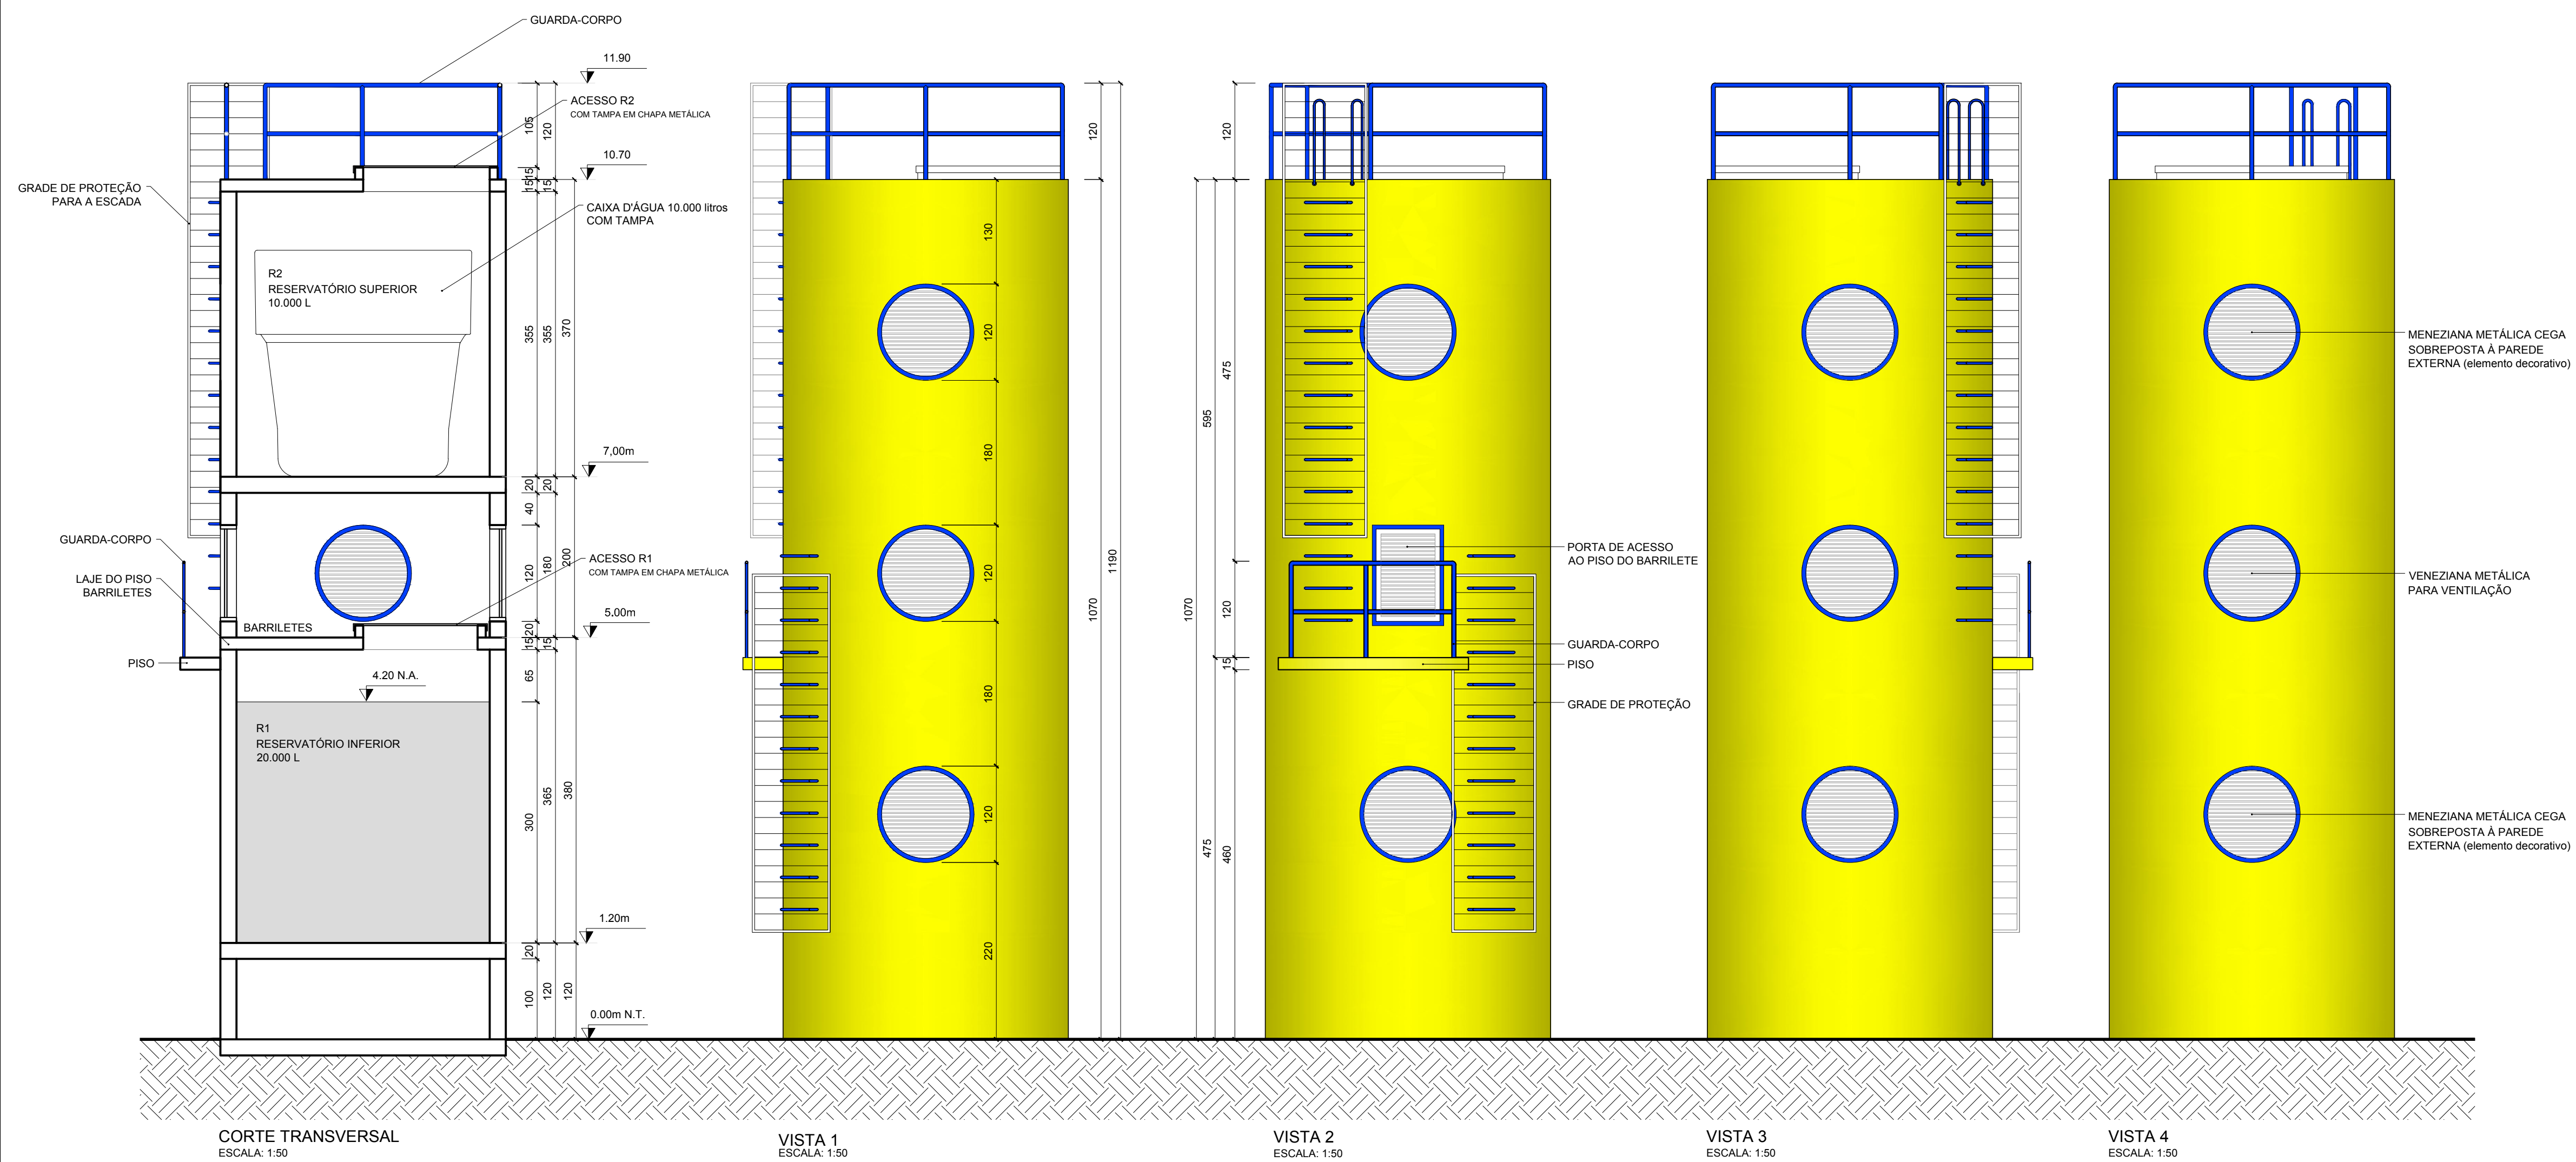 GUARDA-CORPO
11.90
ACESSO R2
COM TAMPA EM CHAPA METÁLICA
10.70
GRADE DE PROTEÇÃO
PARA A ESCADA
CAIXA D'ÁGUA 10.000 litros
COM TAMPA
R2
RESERVATÓRIO SUPERIOR
10.000 L
7,00m
GUARDA-CORPO
LAJE DO PISO
BARRILETES
ACESSO R1
COM TAMPA EM CHAPA METÁLICA
5.00m
BARRILETES
PISO
4.20 N.A.
R1
RESERVATÓRIO INFERIOR
20.000 L
1.20m
0.00m N.T.
105
15
15
355
20
40
120
20
15
65
300
20
100
120
15
355
20
180
15
365
120
370
200
380
120
CORTE TRANSVERSAL
ESCALA: 1:50
130
120
180
120
180
120
220
120
1070
1190
VISTA 1
ESCALA: 1:50
1070
595
475
120
475
120
15
460
PORTA DE ACESSO
AO PISO DO BARRILETE
GUARDA-CORPO
PISO
GRADE DE PROTEÇÃO
VISTA 2
ESCALA: 1:50
VISTA 3
ESCALA: 1:50
MENEZIANA METÁLICA CEGA
SOBREPOSTA À PAREDE
EXTERNA (elemento decorativo)
VENEZIANA METÁLICA
PARA VENTILAÇÃO
MENEZIANA METÁLICA CEGA
SOBREPOSTA À PAREDE
EXTERNA (elemento decorativo)
VISTA 4
ESCALA: 1:50